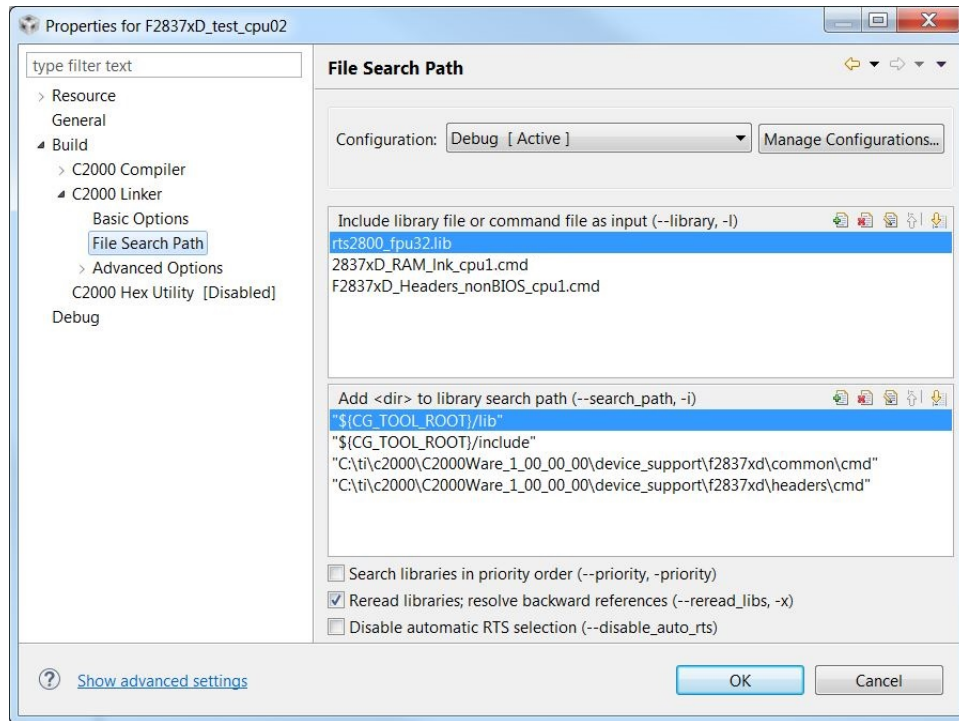 Properties for F2837xD_test_cpu02
type filter text
Resource
General
Build
C2000 Compiler
C2000 Linker
Basic Options
File Search Path
Advanced Options
C2000 Hex Utility [Disabled]
Debug
File Search Path
Configuration: Debug [ Active ] Manage Configurations...
Include library file or command file as input (--library, -l)
rts2800_fpu32.lib
2837xD_RAM_lnk_cpu1.cmd
F2837xD_Headers_nonBIOS_cpu1.cmd
Add <dir> to library search path (--search_path, -i)
"${CG_TOOL_ROOT}/lib"
"${CG_TOOL_ROOT}/include"
"C:\ti\c2000\C2000Ware_1_00_00_00\device_support\f2837xd\common\cmd"
"C:\ti\c2000\C2000Ware_1_00_00_00\device_support\f2837xd\headers\cmd"
Search libraries in priority order (--priority, -priority)
Reread libraries; resolve backward references (--reread_libs, -x)
Disable automatic RTS selection (--disable_auto_rts)
? Show advanced settings
OK Cancel